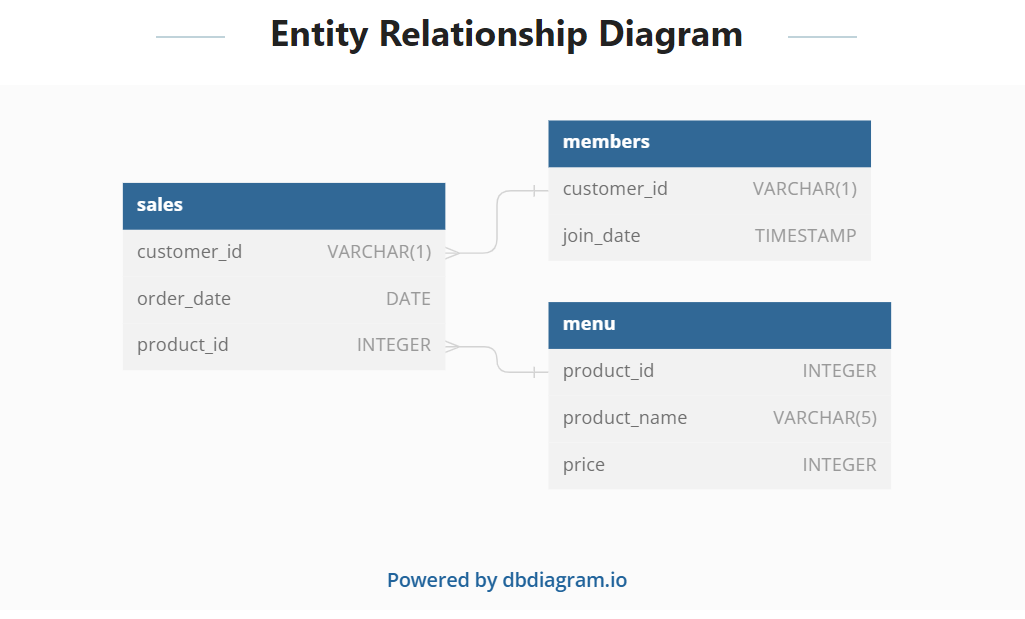 Entity Relationship Diagram
sales
customer_id VARCHAR(1)
order_date DATE
product_id INTEGER
members
customer_id VARCHAR(1)
join_date TIMESTAMP
menu
product_id INTEGER
product_name VARCHAR(5)
price INTEGER
Powered by dbdiagram.io